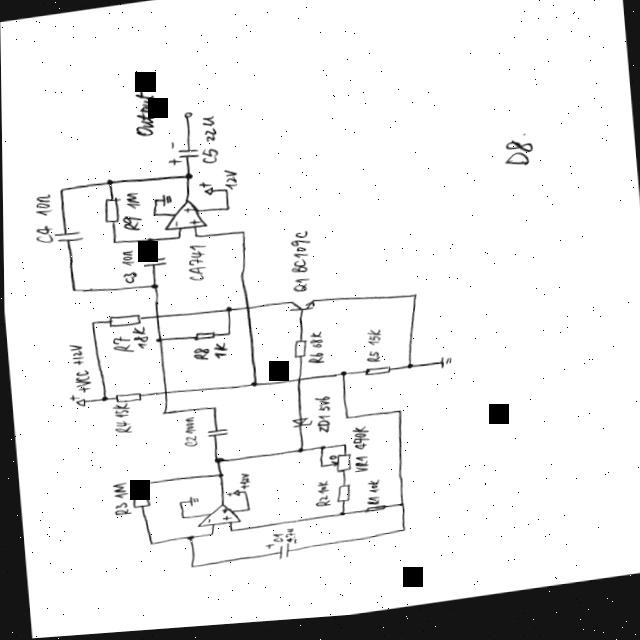 Output
+ -
C5 22U
D8.
C4 10n
R9 1M
12V
CA741
C3 10n
Q1 BC109C
R7
18K
R8
1K
R6 68K
R5 15K
+VCC +12V
R4 15K
C2 100n
ZD1 5V6
VR1 470K
R3 1M
+12V
R2 10K
R1 10K
C1